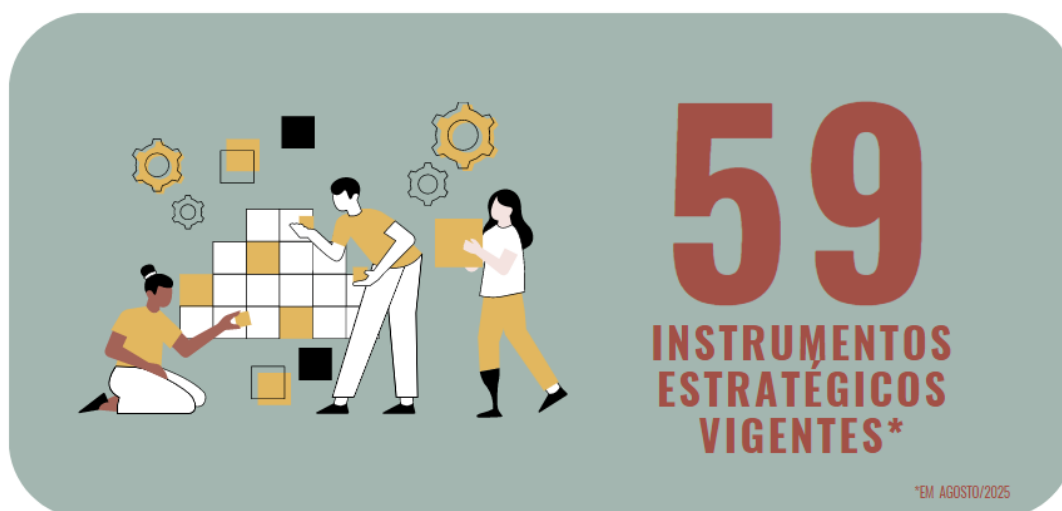 59
INSTRUMENTOS
ESTRATÉGICOS
VIGENTES*
*EM AGOSTO/2025